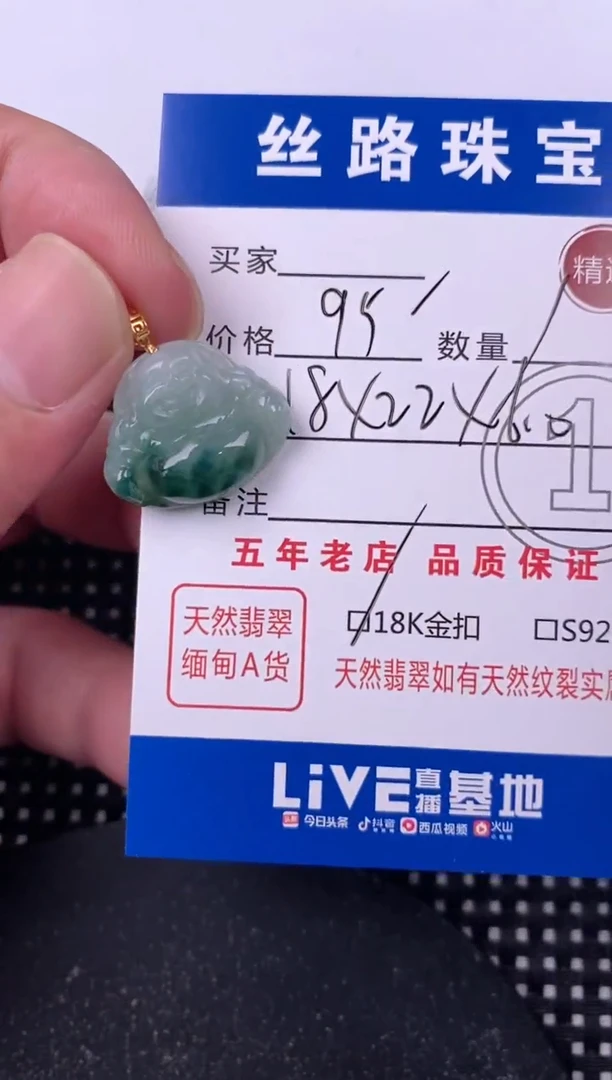 丝路珠宝
买家
精选
价格 95 数量
18X22X6.0
1
备注
五年老店 品质保证
天然翡翠
缅甸A货
18K金扣 S92
天然翡翠如有天然纹裂实属
LiVE直播基地
今日头条 抖音 西瓜视频 火山